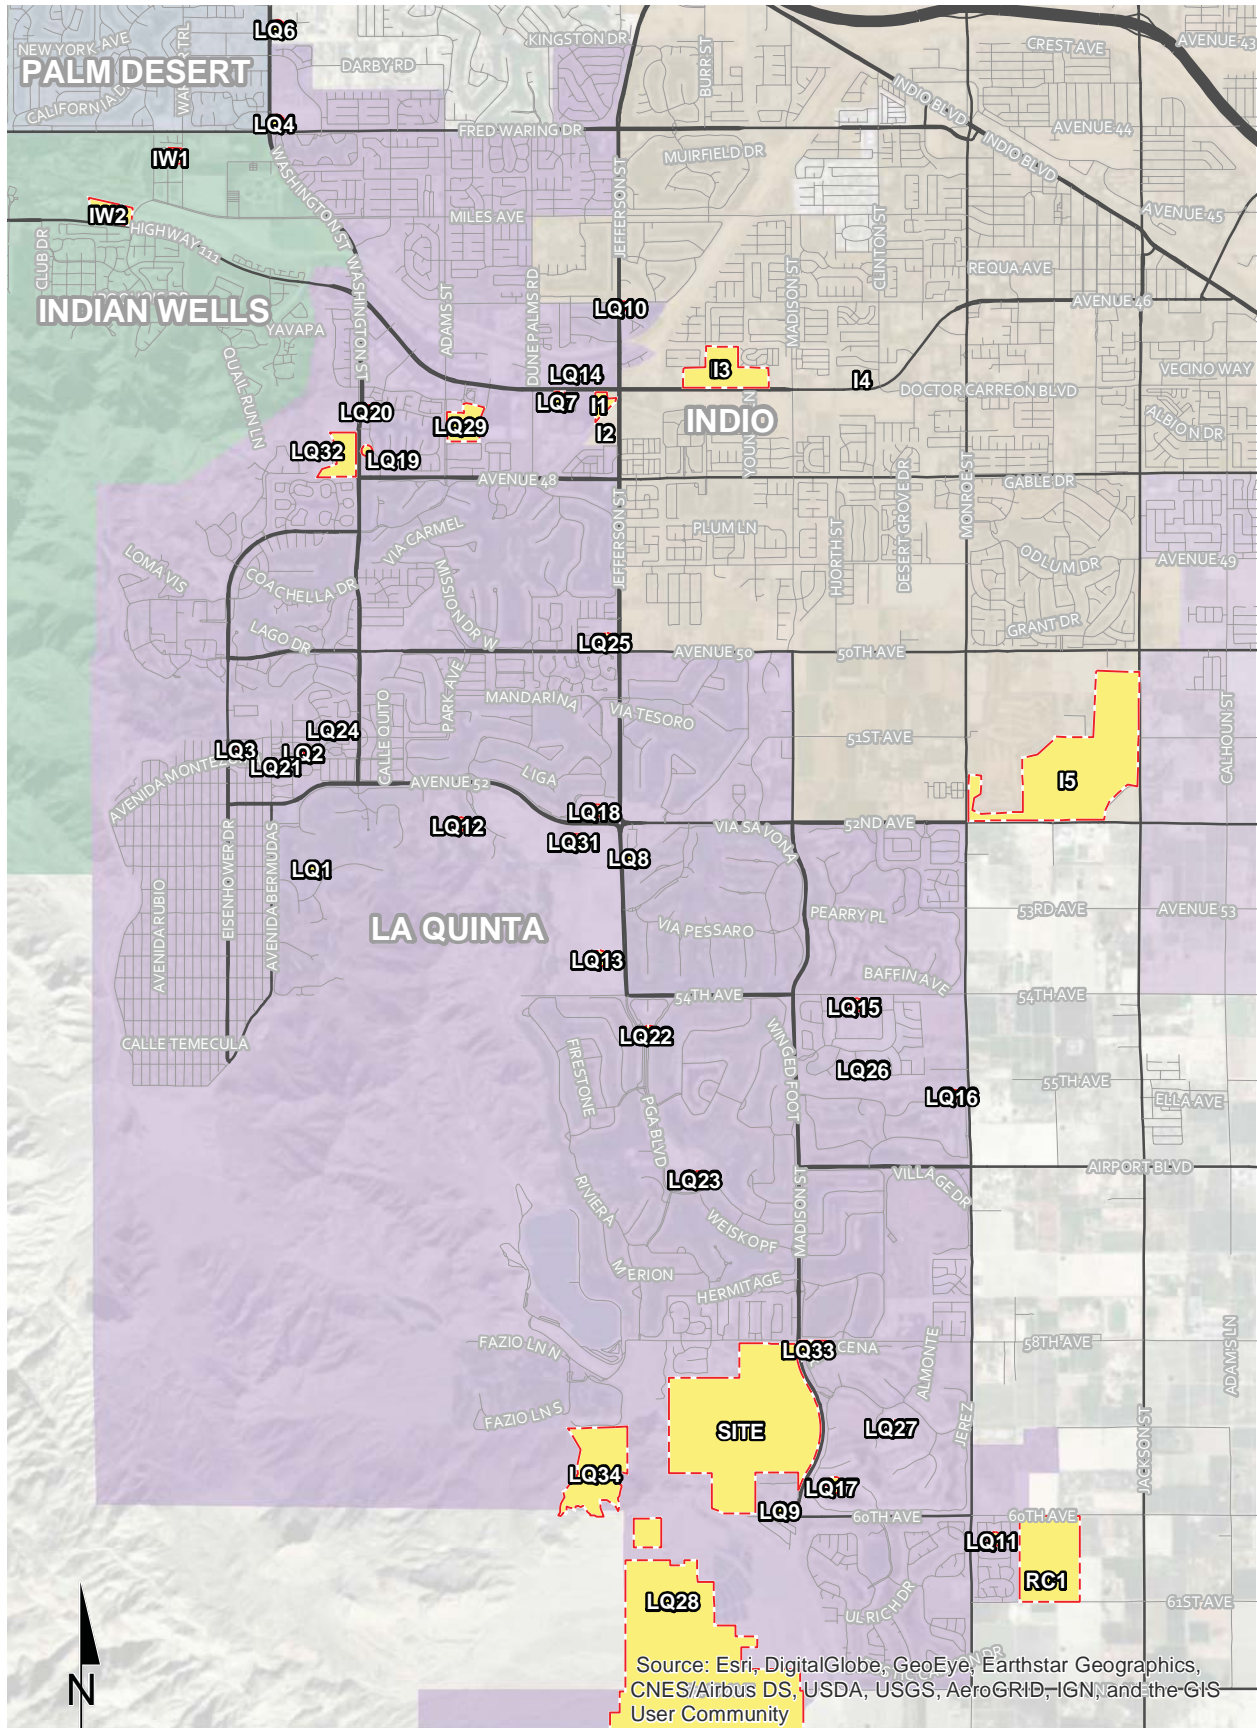 LQ6
NEW YORK AVE
KINGSTON DR
CREST AVE
AVENUE 43
PALM DESERT
DARBY RD
BURR ST
INDIO BLVD
LQ4
FRED WARING DR
AVENUE 44
IW1
WASHINGTON ST
MUIRFIELD DR
INDIO BLVD
IW2
MILES AVE
JEFFERSON ST
CLINTON ST
AVENUE 45
CLUB DR
HIGHWAY 111
REQUA AVE
INDIAN WELLS
WASHINGTON ST
ADAMS ST
DUNE PALMS RD
LQ10
MADISON ST
AVENUE 46
YAVAPA
QUAIL RUN LN
LQ14
I3
I4
DOCTOR CARREON BLVD
VECINO WAY
LQ20
LQ7
I1
INDIO
ALBION DR
LQ29
I2
LQ32
LQ19
AVENUE 48
GABLE DR
PLUM LN
HJORTH ST
DESERT GROVE DR
MONROE ST
LOMA VIS
COACHELLA DR
VIA CARMEL
MISSION DR W
JEFFERSON ST
ODLUM DR
AVENUE 49
LAGO DR
LQ25
GRANT DR
AVENUE 50
50TH AVE
PARK AVE
MANDARINA
VIA TESORO
LQ24
CALLE QUITO
51ST AVE
CALHOUN ST
LQ3
LQ2
LQ21
LIGA
I5
AVENUE 52
LQ18
LQ12
VIA SAVONA
52ND AVE
LQ31
LQ8
LQ1
EISENHOWER DR
AVENIDA BERMUDAS
AVENIDA RUBIO
LA QUINTA
PEARRY PL
53RD AVE
AVENUE 53
VIA PESSARO
LQ13
BAFFIN AVE
54TH AVE
54TH AVE
LQ15
CALLE TEMECULA
LQ22
FIRESTONE
WINGED FOOT
LQ26
55TH AVE
LQ16
ELLA AVE
PGA BLVD
LQ23
AIRPORT BLVD
RIVIERA
VILLAGE DR
MADISON ST
WEISKOPF
MERION
HERMITAGE
FAZIO LN N
LQ33
CENA
58TH AVE
ALMONTE
ADAMS LN
FAZIO LN S
SITE
LQ27
JEREZ
JACKSON ST
LQ34
LQ17
LQ9
60TH AVE
60TH AVE
LQ11
RC1
LQ28
ULRICH DR
61ST AVE
N
Source: Esri, DigitalGlobe, GeoEye, Earthstar Geographics,
CNES/Airbus DS, USDA, USGS, AeroGRID, IGN, and the GIS
User Community